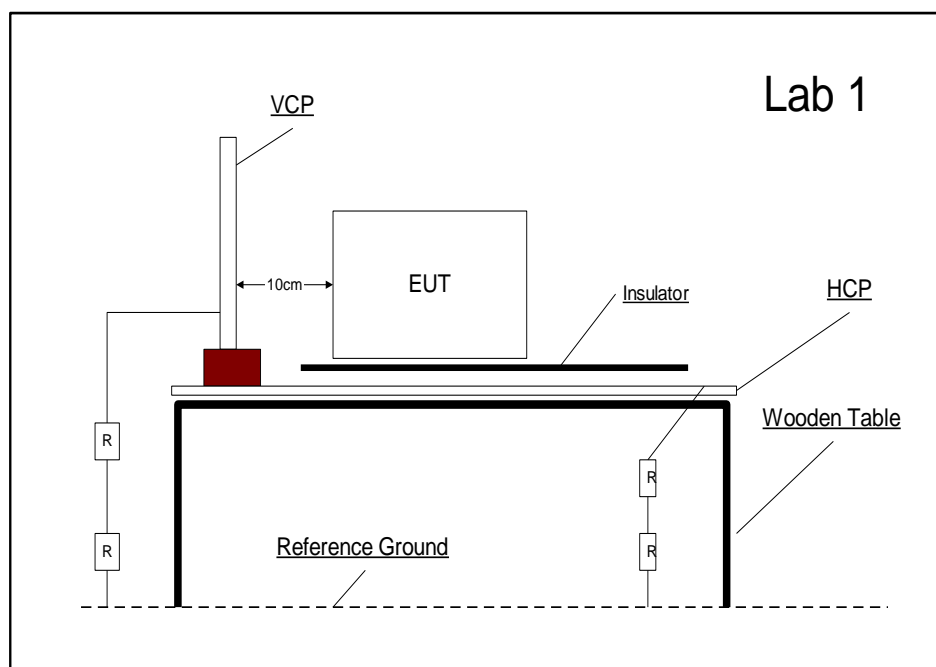 Lab 1
VCP
10cm
EUT
Insulator
HCP
Wooden Table
R
R
R
R
Reference Ground